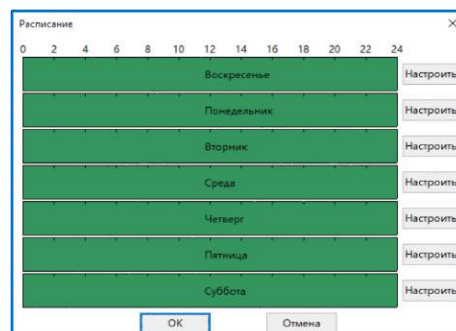 Расписание
0 2 4 6 8 10 12 14 16 18 20 22 24
Воскресенье Настроить
Понедельник Настроить
Вторник Настроить
Среда Настроить
Четверг Настроить
Пятница Настроить
Суббота Настроить
OK Отмена